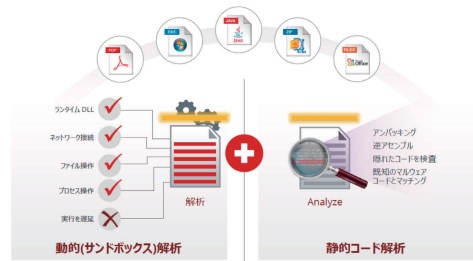 PDF
EXE
JAVA
Java
ZIP
FILES
Office
ランタイム DLL
ネットワーク接続
ファイル操作
プロセス操作
実行を遅延
解析
動的(サンドボックス)解析
アンパッキング
逆アセンブル
隠れたコードを検査
既知のマルウェア
コードとマッチング
Analyze
静的コード解析